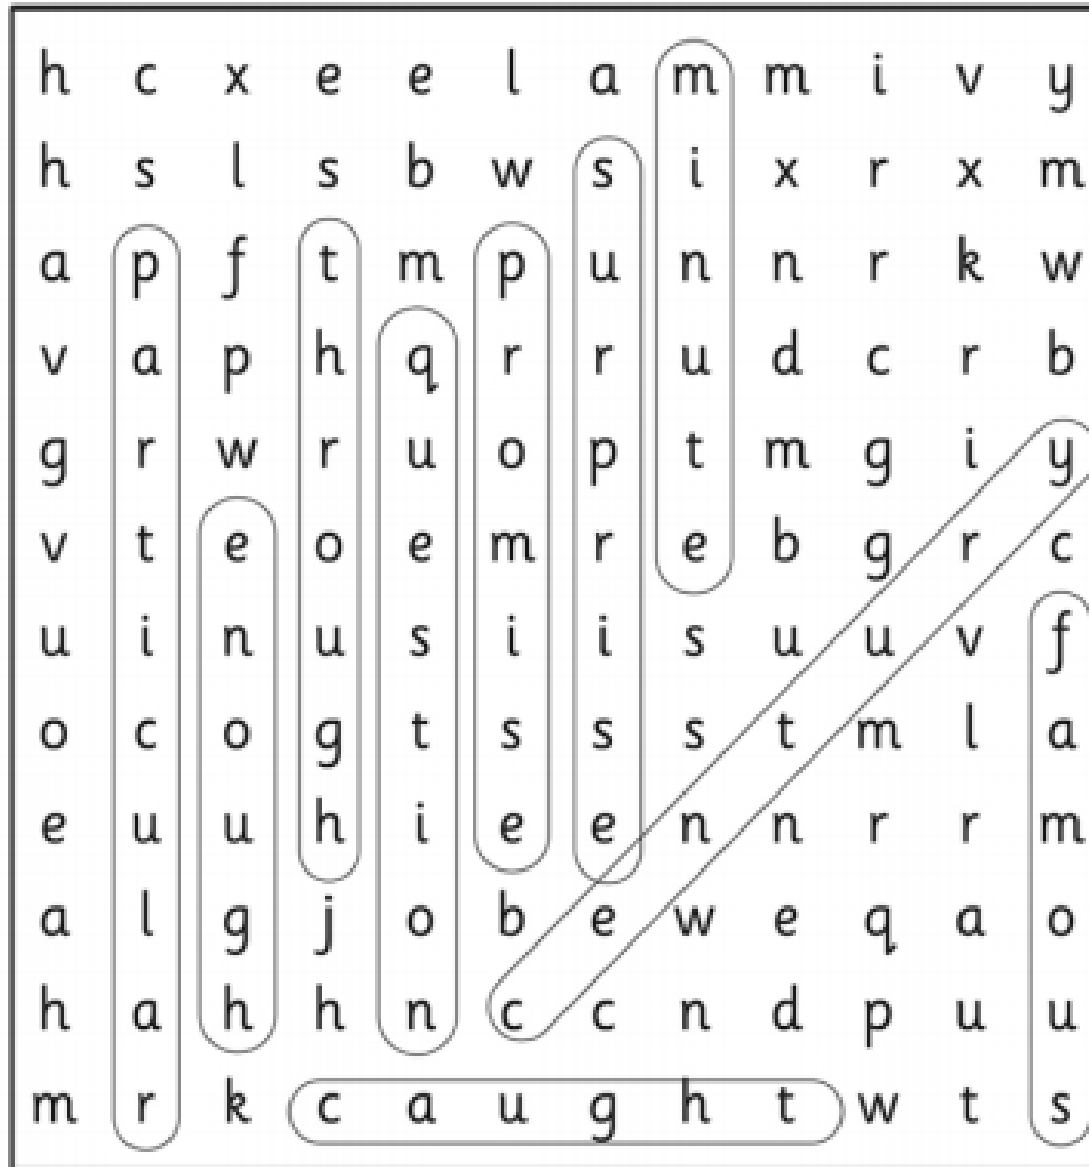 h c x e e l a m m i v y
h s l s b w s i x r x m
a p f t m p u n n r k w
v a p h q r r u d c r b
g r w r u o p t m g i y
v t e o e m r e b g r c
u i n u s i i s u u v f
o c o g t s s s t m l a
e u u h i e e n n r r m
a l g j o b e w e q a o
h a h h n c c n d p u u
m r k c a u g h t w t s